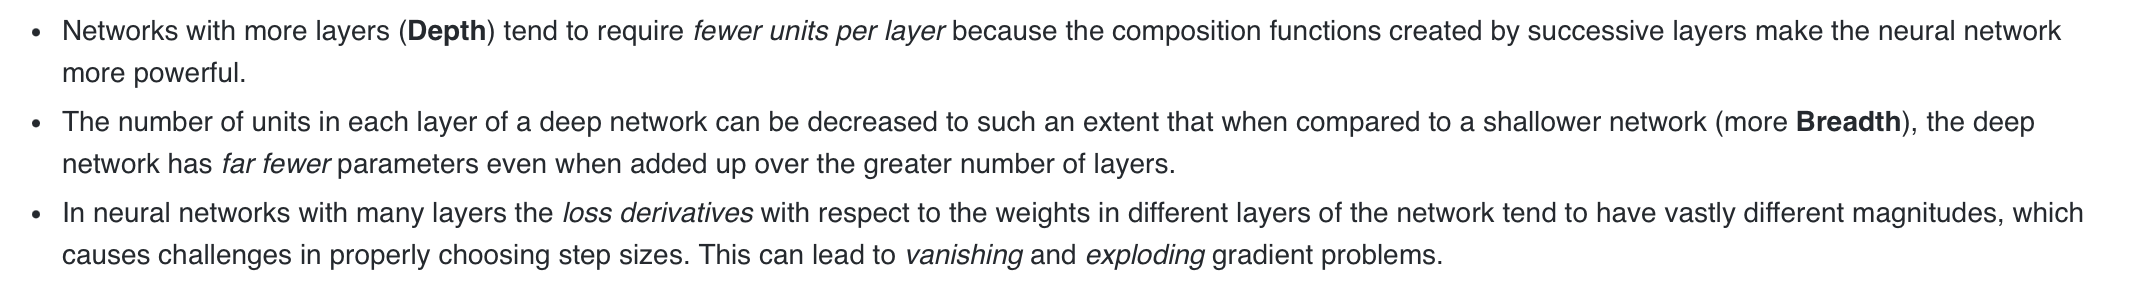 • Networks with more layers (Depth) tend to require fewer units per layer because the composition functions created by successive layers make the neural network
more powerful.
• The number of units in each layer of a deep network can be decreased to such an extent that when compared to a shallower network (more Breadth), the deep
network has far fewer parameters even when added up over the greater number of layers.
• In neural networks with many layers the loss derivatives with respect to the weights in different layers of the network tend to have vastly different magnitudes, which
causes challenges in properly choosing step sizes. This can lead to vanishing and exploding gradient problems.